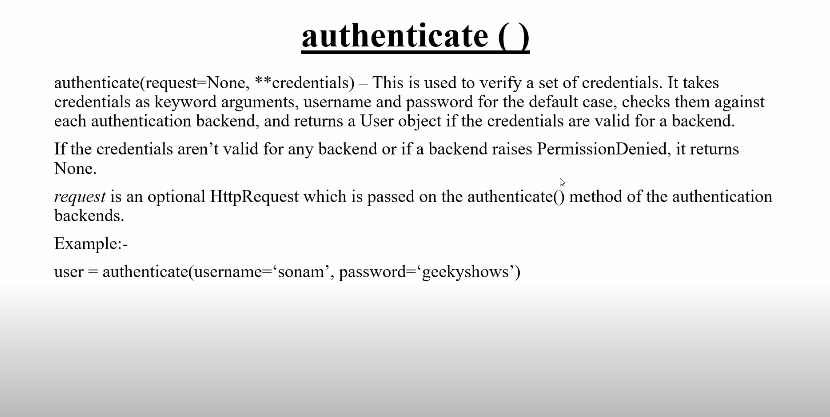 authenticate ( )
authenticate(request=None, **credentials) – This is used to verify a set of credentials. It takes
credentials as keyword arguments, username and password for the default case, checks them against
each authentication backend, and returns a User object if the credentials are valid for a backend.
If the credentials aren’t valid for any backend or if a backend raises PermissionDenied, it returns
None.
request is an optional HttpRequest which is passed on the authenticate() method of the authentication
backends.
Example:-
user = authenticate(username=‘sonam’, password=‘geekyshows’)